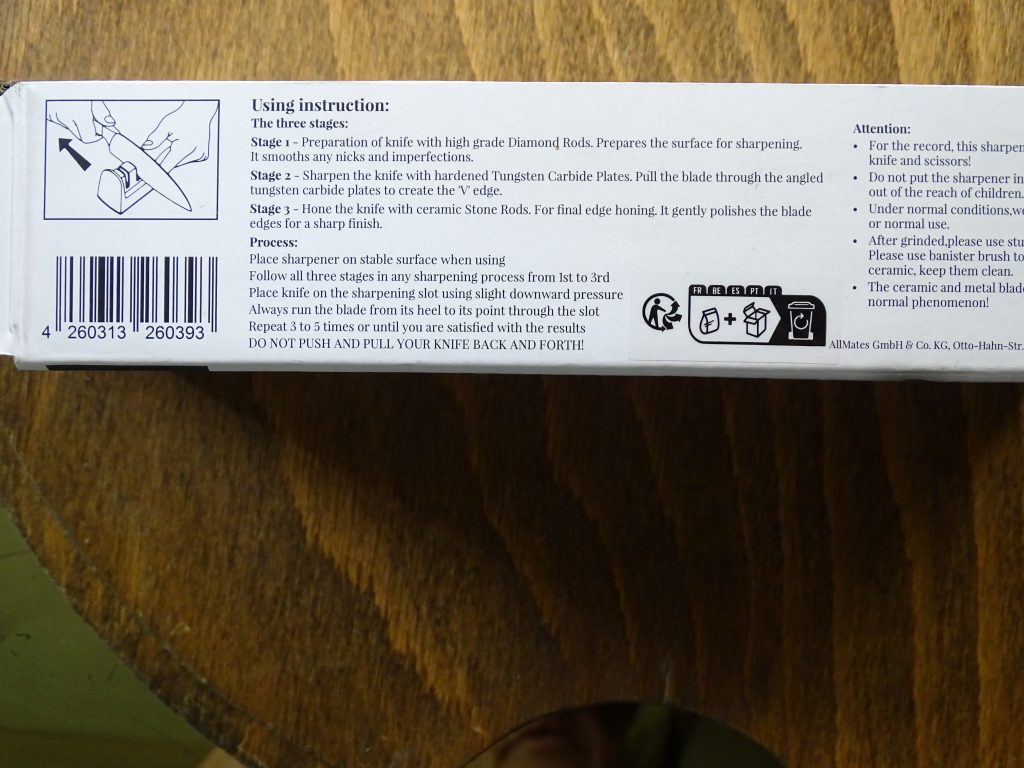 Using instruction:
The three stages:
Stage 1 - Preparation of knife with high grade Diamond Rods. Prepares the surface for sharpening.
It smooths any nicks and imperfections.
Stage 2 - Sharpen the knife with hardened Tungsten Carbide Plates. Pull the blade through the angled
tungsten carbide plates to create the 'V' edge.
Stage 3 - Hone the knife with ceramic Stone Rods. For final edge honing. It gently polishes the blade
edges for a sharp finish.
Process:
Place sharpener on stable surface when using
Follow all three stages in any sharpening process from 1st to 3rd
Place knife on the sharpening slot using slight downward pressure
Always run the blade from its heel to its point through the slot
Repeat 3 to 5 times or until you are satisfied with the results
DO NOT PUSH AND PULL YOUR KNIFE BACK AND FORTH!
4 260313 260393
FR BE ES PT IT
Attention:
• For the record, this sharpen
knife and scissors!
• Do not put the sharpener in
out of the reach of children.
• Under normal conditions,we
or normal use.
• After grinded,please use stu
Please use banister brush to
ceramic, keep them clean.
• The ceramic and metal blade
normal phenomenon!
AllMates GmbH & Co. KG, Otto-Hahn-Str.